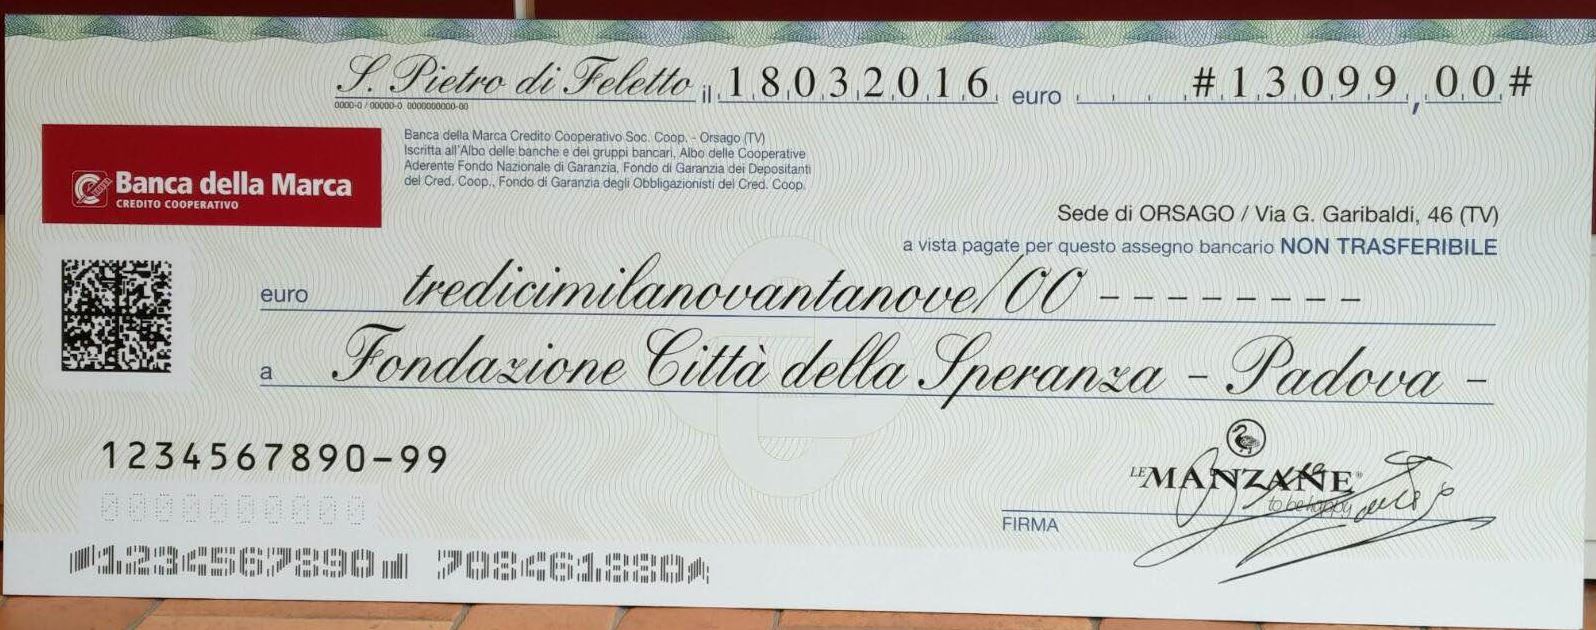 S. Pietro di Feletto il 18032016 euro #13099,00#
0000-0 / 00000-0 0000000000-00
Banca della Marca Credito Cooperativo Soc. Coop. - Orsago (TV)
Iscritta all'Albo delle banche e dei gruppi bancari, Albo delle Cooperative
Aderente Fondo Nazionale di Garanzia, Fondo di Garanzia dei Depositanti
del Cred. Coop., Fondo di Garanzia degli Obbligazionisti del Cred. Coop.
Banca della Marca
CREDITO COOPERATIVO
Sede di ORSAGO / Via G. Garibaldi, 46 (TV)
a vista pagate per questo assegno bancario NON TRASFERIBILE
euro tredicimilanovantanove/00 - - - - - - - - -
a Fondazione Città della Speranza - Padova -
1234567890-99
0000000000
LE MANZANE®
to be happy
FIRMA
1234567890 708461880